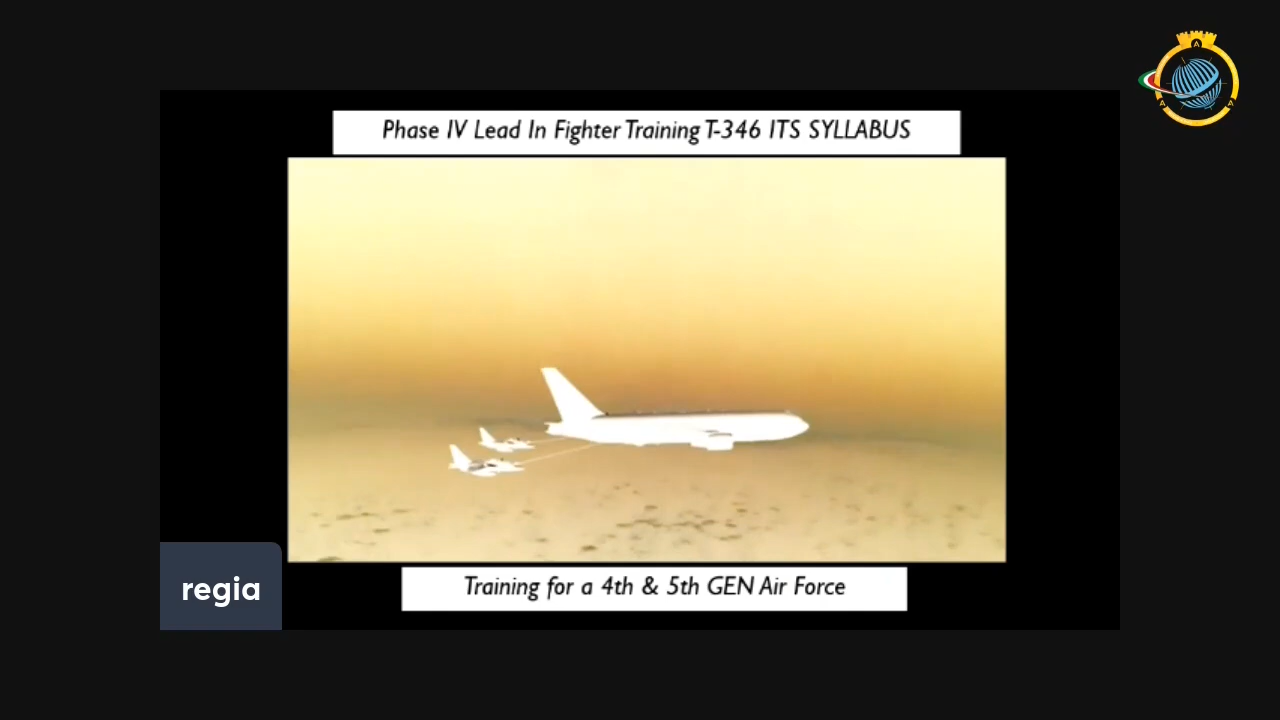 Phase IV Lead In Fighter Training T-346 ITS SYLLABUS
regia
Training for a 4th & 5th GEN Air Force